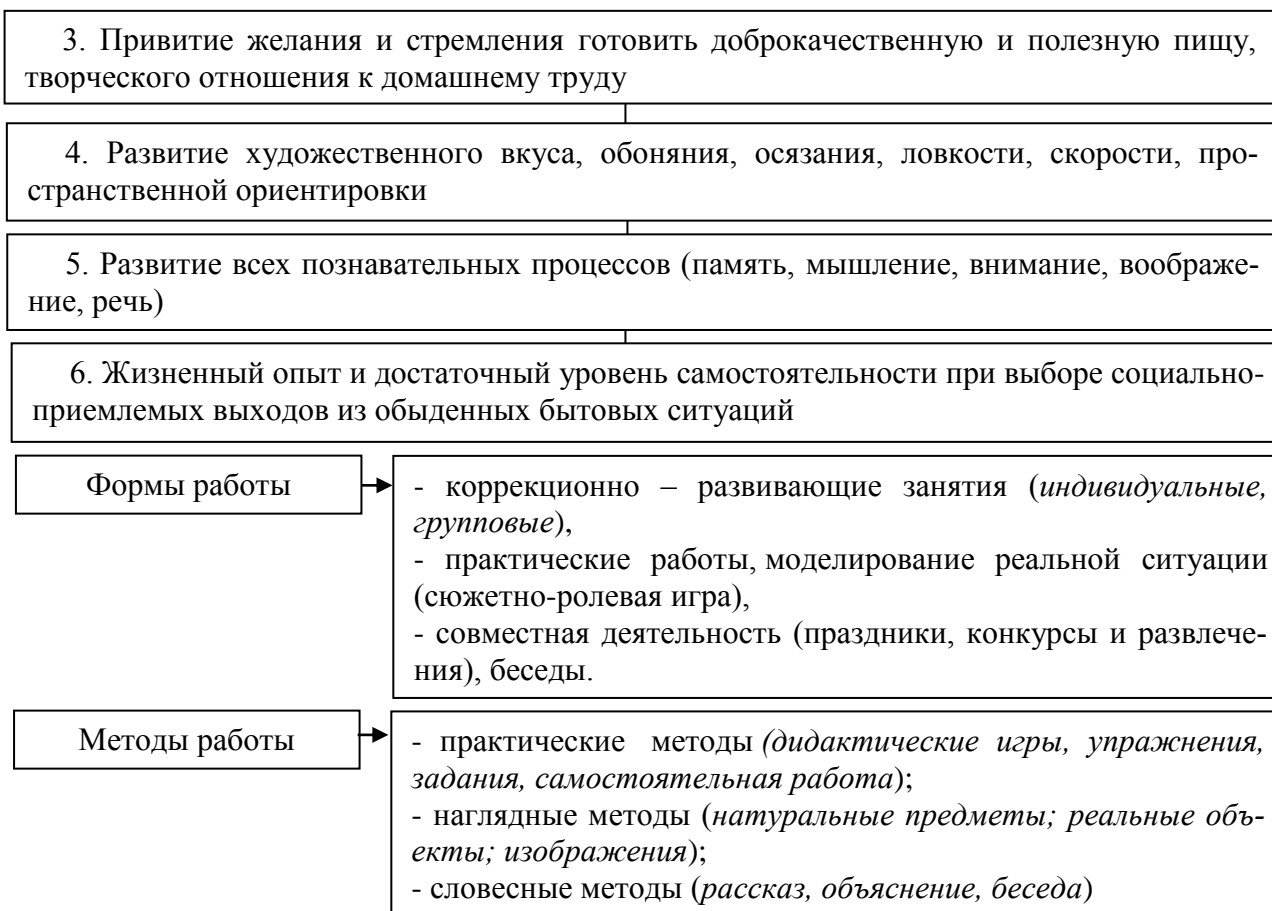 3. Привитие желания и стремления готовить доброкачественную и полезную пищу,
творческого отношения к домашнему труду
4. Развитие художественного вкуса, обоняния, осязания, ловкости, скорости, про-
странственной ориентировки
5. Развитие всех познавательных процессов (память, мышление, внимание, воображе-
ние, речь)
6. Жизненный опыт и достаточный уровень самостоятельности при выборе социально-
приемлемых выходов из обыденных бытовых ситуаций
Формы работы
- коррекционно – развивающие занятия (индивидуальные,
групповые),
- практические работы, моделирование реальной ситуации
(сюжетно-ролевая игра),
- совместная деятельность (праздники, конкурсы и развлече-
ния), беседы.
Методы работы
- практические методы (дидактические игры, упражнения,
задания, самостоятельная работа);
- наглядные методы (натуральные предметы; реальные объ-
екты; изображения);
- словесные методы (рассказ, объяснение, беседа)